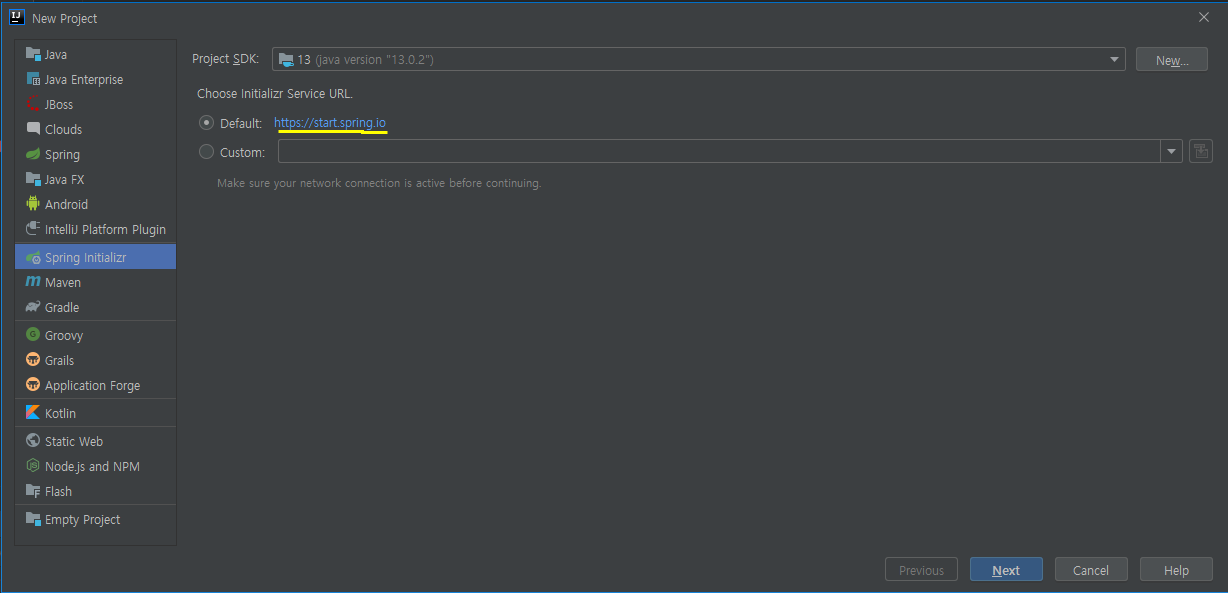 New Project
Java
Java Enterprise
JBoss
Clouds
Spring
Java FX
Android
IntelliJ Platform Plugin
Spring Initializr
Maven
Gradle
Groovy
Grails
Application Forge
Kotlin
Static Web
Node.js and NPM
Flash
Empty Project
Project SDK: 13 (java version "13.0.2") New...
Choose Initializr Service URL.
Default: https://start.spring.io
Custom:
Make sure your network connection is active before continuing.
Previous Next Cancel Help